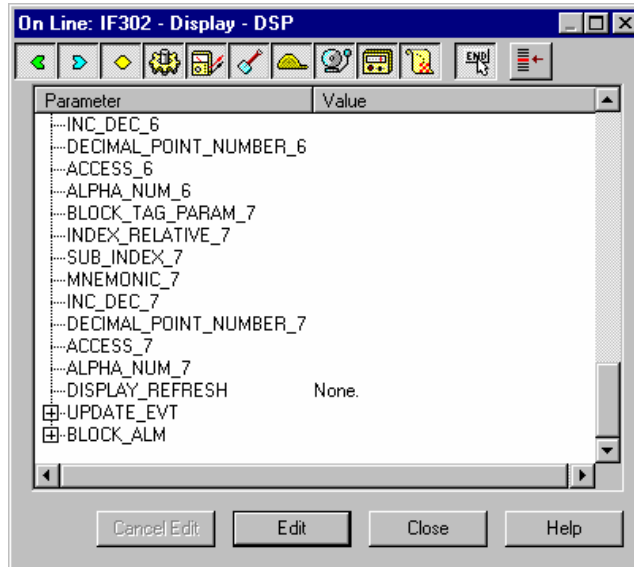 On Line: IF302 - Display - DSP
END
Parameter Value
INC_DEC_6
DECIMAL_POINT_NUMBER_6
ACCESS_6
ALPHA_NUM_6
BLOCK_TAG_PARAM_7
INDEX_RELATIVE_7
SUB_INDEX_7
MNEMONIC_7
INC_DEC_7
DECIMAL_POINT_NUMBER_7
ACCESS_7
ALPHA_NUM_7
DISPLAY_REFRESH None.
UPDATE_EVT
BLOCK_ALM
Cancel Edit Edit Close Help